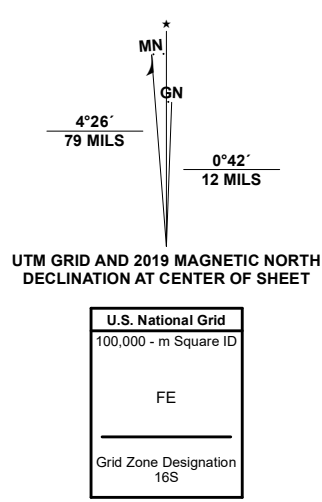 MN
GN
4°26´
79 MILS
0°42´
12 MILS
UTM GRID AND 2019 MAGNETIC NORTH
DECLINATION AT CENTER OF SHEET
U.S. National Grid
100,000 - m Square ID
FE
Grid Zone Designation
16S